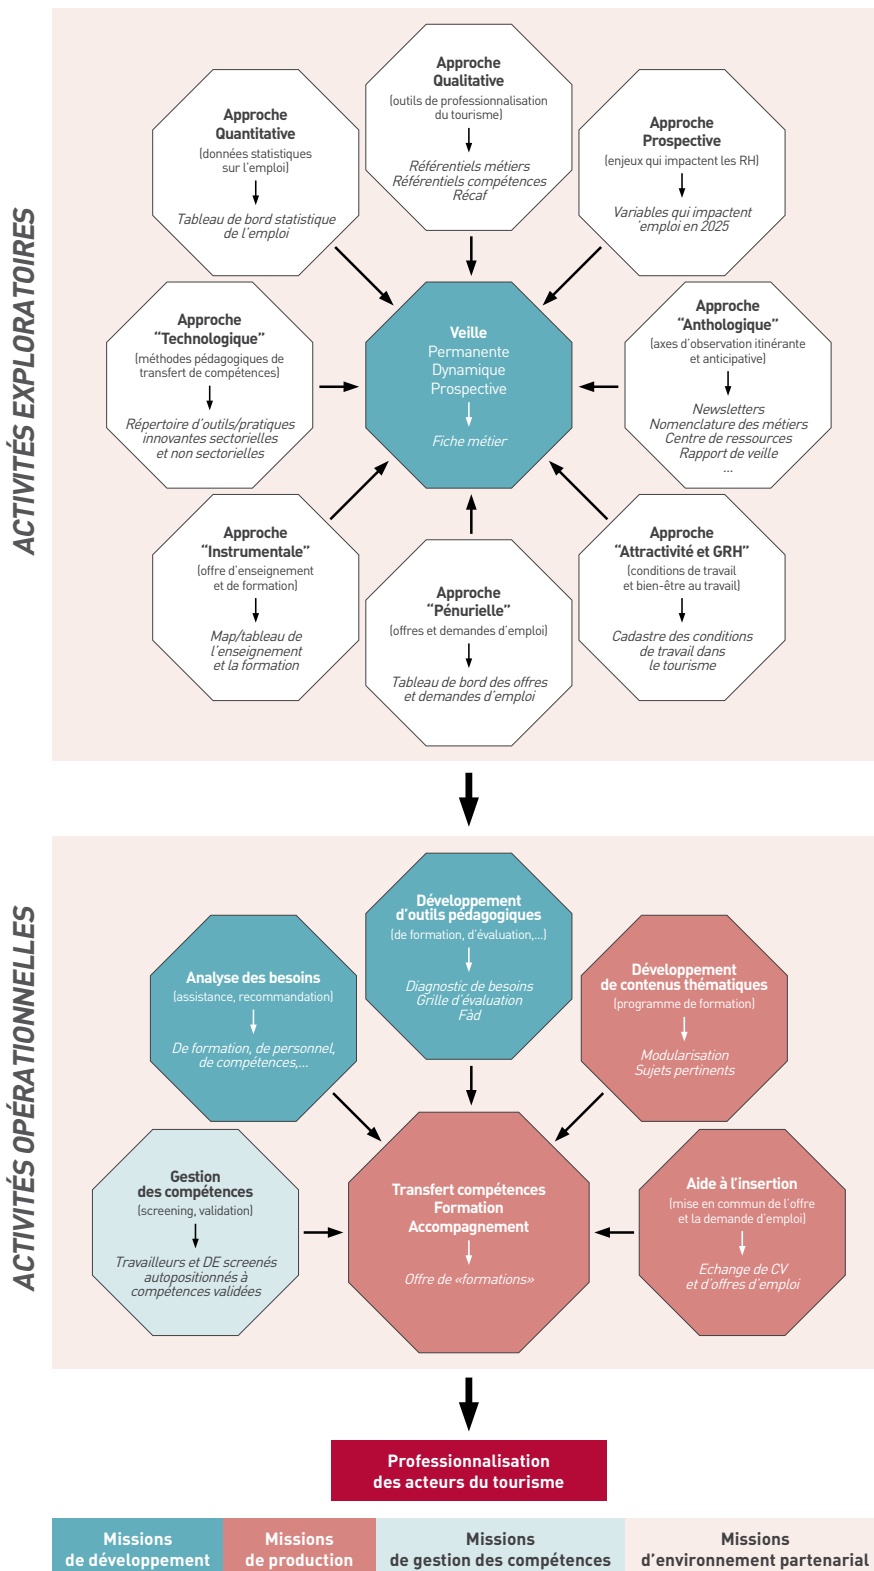 ACTIVITÉS EXPLORATOIRES
Approche
Qualitative
(outils de professionnalisation
du tourisme)
Référentiels métiers
Référentiels compétences
Récaf
Approche
Quantitative
(données statistiques
sur l'emploi)
Tableau de bord statistique
de l'emploi
Approche
Prospective
(enjeux qui impactent les RH)
Variables qui impactent
'emploi en 2025
Approche
“Technologique”
(méthodes pédagogiques de
transfert de compétences)
Répertoire d'outils/pratiques
innovantes sectorielles
et non sectorielles
Veille
Permanente
Dynamique
Prospective
Fiche métier
Approche
“Anthologique”
(axes d'observation itinérante
et anticipative)
Newsletters
Nomenclature des métiers
Centre de ressources
Rapport de veille
...
Approche
“Instrumentale”
(offre d'enseignement
et de formation)
Map/tableau de
l'enseignement
et la formation
Approche
“Pénurielle”
(offres et demandes d'emploi)
Tableau de bord des offres
et demandes d'emploi
Approche
“Attractivité et GRH”
(conditions de travail
et bien-être au travail)
Cadastre des conditions
de travail dans
le tourisme
ACTIVITÉS OPÉRATIONNELLES
Développement
d'outils pédagogiques
(de formation, d'évaluation,...)
Diagnostic de besoins
Grille d'évaluation
Fàd
Analyse des besoins
(assistance, recommandation)
De formation, de personnel,
de compétences,...
Développement
de contenus thématiques
(programme de formation)
Modularisation
Sujets pertinents
Gestion
des compétences
(screening, validation)
Travailleurs et DE screenés
autopositionnés à
compétences validées
Transfert compétences
Formation
Accompagnement
Offre de «formations»
Aide à l'insertion
(mise en commun de l'offre
et la demande d'emploi)
Echange de CV
et d'offres d'emploi
Professionnalisation
des acteurs du tourisme
Missions
de développement
Missions
de production
Missions
de gestion des compétences
Missions
d'environnement partenarial